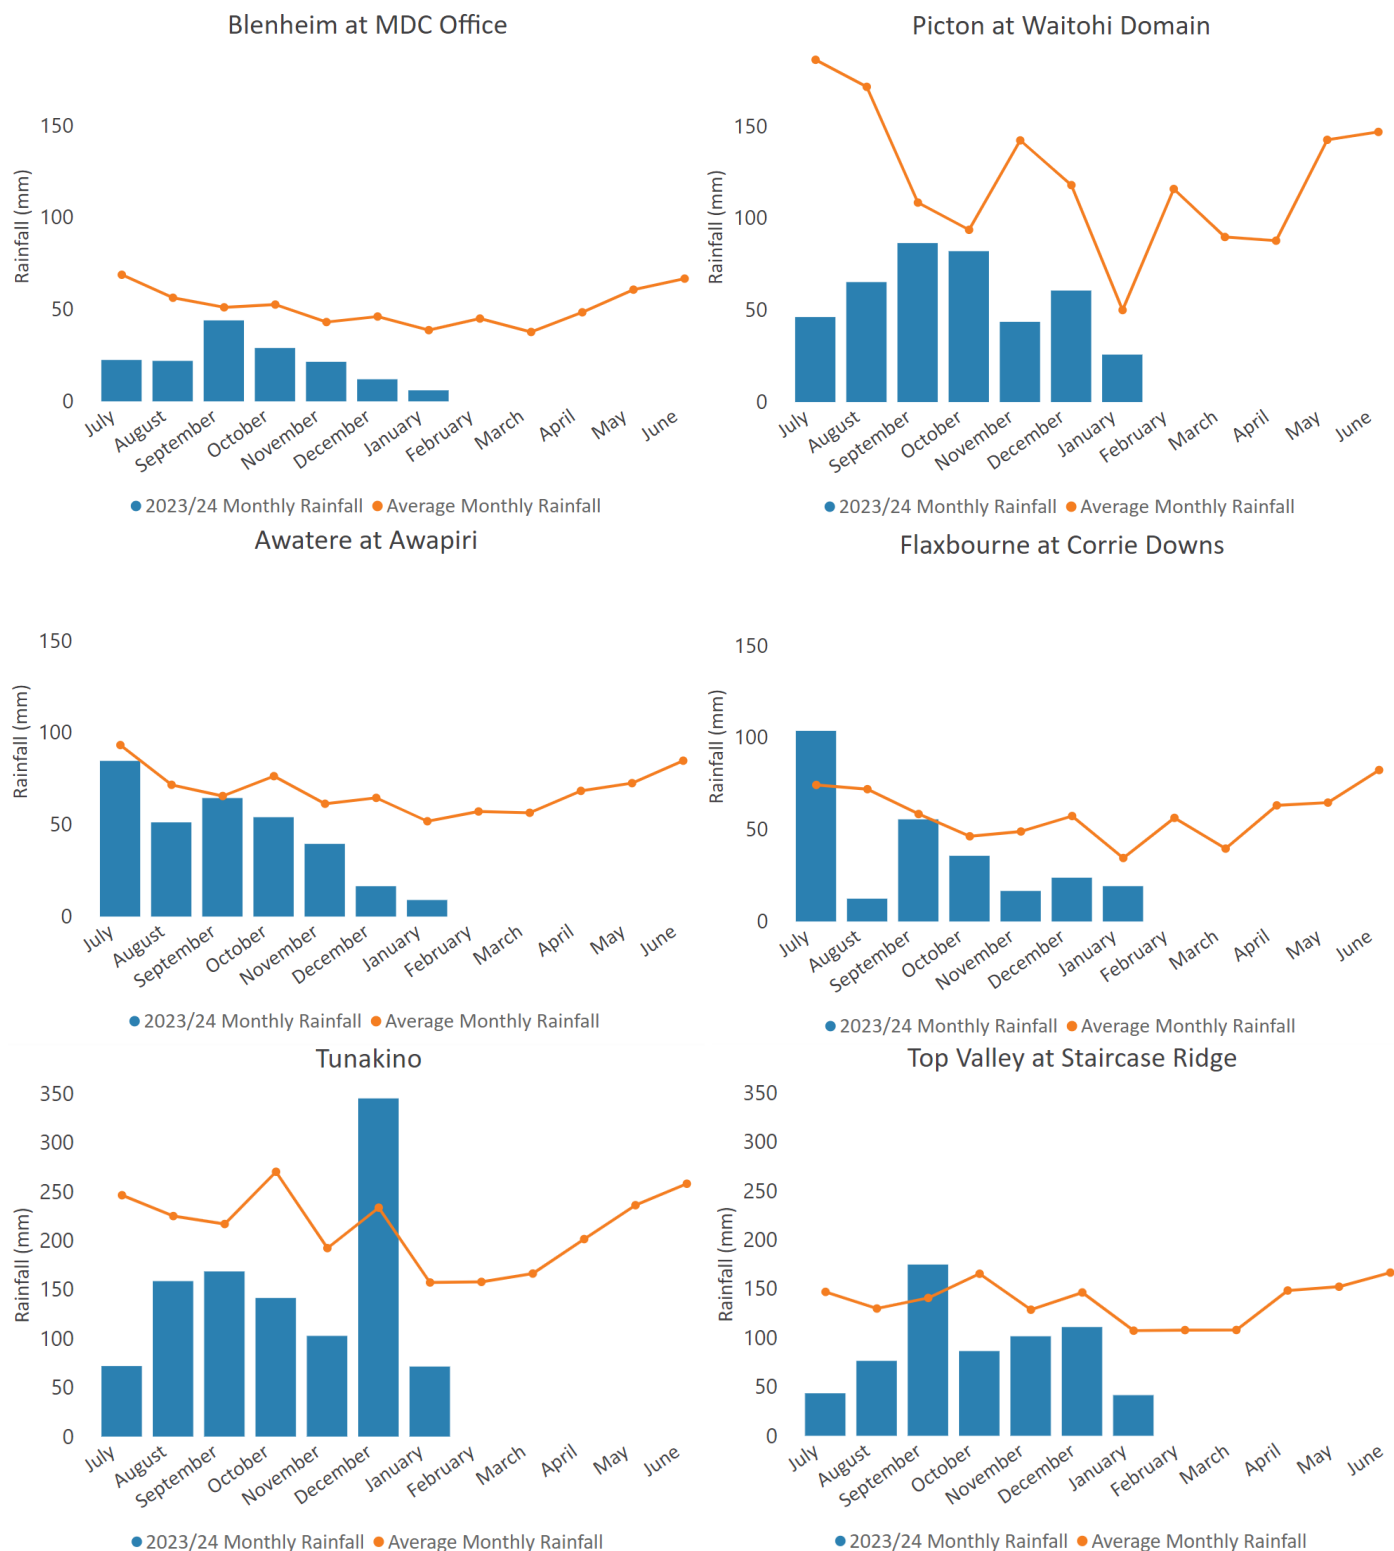 Blenheim at MDC Office
Rainfall (mm)
150
100
50
0
July
August
September
October
November
December
January
February
March
April
May
June
2023/24 Monthly Rainfall Average Monthly Rainfall
Picton at Waitohi Domain
Rainfall (mm)
150
100
50
0
July
August
September
October
November
December
January
February
March
April
May
June
2023/24 Monthly Rainfall Average Monthly Rainfall
Awatere at Awapiri
Rainfall (mm)
150
100
50
0
July
August
September
October
November
December
January
February
March
April
May
June
2023/24 Monthly Rainfall Average Monthly Rainfall
Flaxbourne at Corrie Downs
Rainfall (mm)
150
100
50
0
July
August
September
October
November
December
January
February
March
April
May
June
2023/24 Monthly Rainfall Average Monthly Rainfall
Tunakino
Rainfall (mm)
350
300
250
200
150
100
50
0
July
August
September
October
November
December
January
February
March
April
May
June
2023/24 Monthly Rainfall Average Monthly Rainfall
Top Valley at Staircase Ridge
Rainfall (mm)
350
300
250
200
150
100
50
0
July
August
September
October
November
December
January
February
March
April
May
June
2023/24 Monthly Rainfall Average Monthly Rainfall